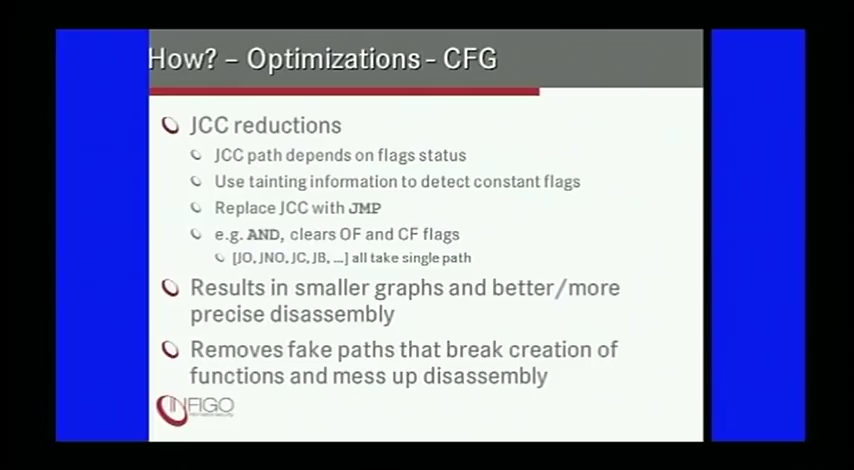 How? – Optimizations - CFG
JCC reductions
JCC path depends on flags status
Use tainting information to detect constant flags
Replace JCC with JMP
e.g. AND, clears OF and CF flags
[JO, JNO, JC, JB, ...] all take single path
Results in smaller graphs and better/more
precise disassembly
Removes fake paths that break creation of
functions and mess up disassembly
INFIGO